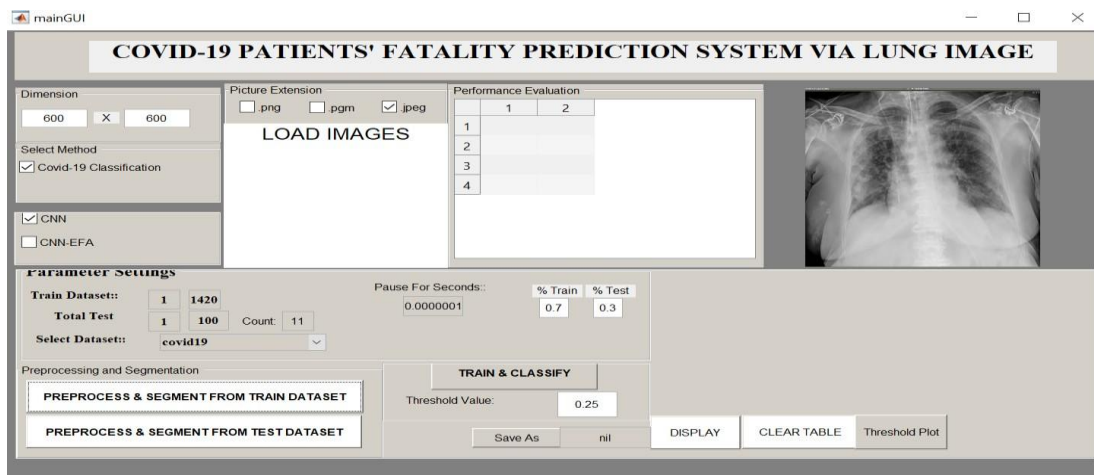 mainGUI
COVID-19 PATIENTS' FATALITY PREDICTION SYSTEM VIA LUNG IMAGE
Dimension
600 X 600
Select Method
Covid-19 Classification
CNN
CNN-EFA
Picture Extension
.png .pgm .jpeg
LOAD IMAGES
Performance Evaluation
1 2
1
2
3
4
Parameter Settings
Train Dataset:: 1 1420
Total Test 1 100 Count: 11
Select Dataset:: covid19
Pause For Seconds::
0.0000001
% Train % Test
0.7 0.3
Preprocessing and Segmentation
PREPROCESS & SEGMENT FROM TRAIN DATASET
PREPROCESS & SEGMENT FROM TEST DATASET
TRAIN & CLASSIFY
Threshold Value: 0.25
Save As nil
DISPLAY CLEAR TABLE Threshold Plot